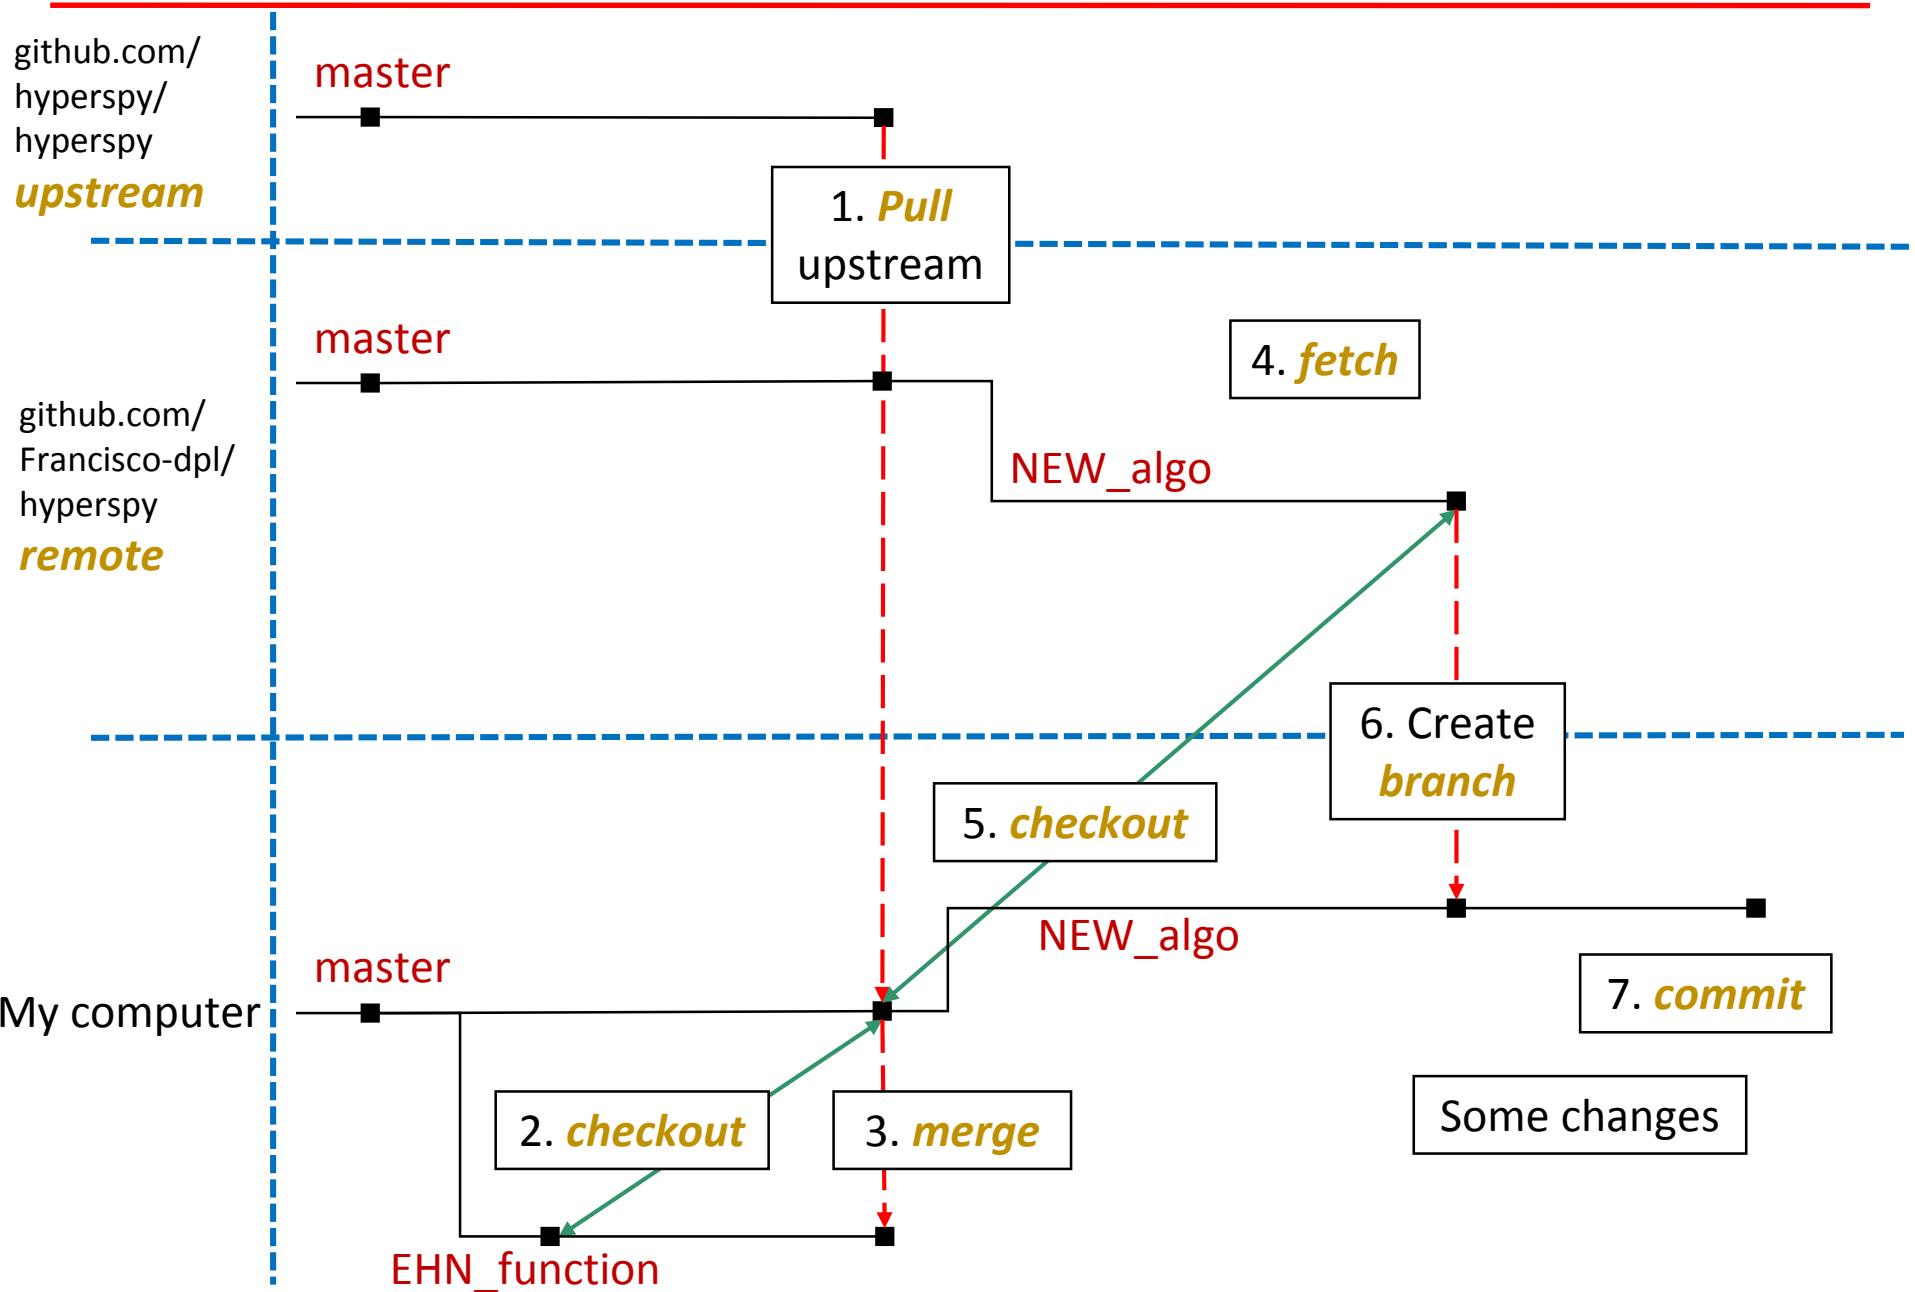 github.com/
hyperspy/
hyperspy
upstream
master
1. Pull
upstream
master
4. fetch
github.com/
Francisco-dpl/
hyperspy
remote
NEW_algo
6. Create
branch
5. checkout
NEW_algo
master
My computer
7. commit
2. checkout
3. merge
Some changes
EHN_function